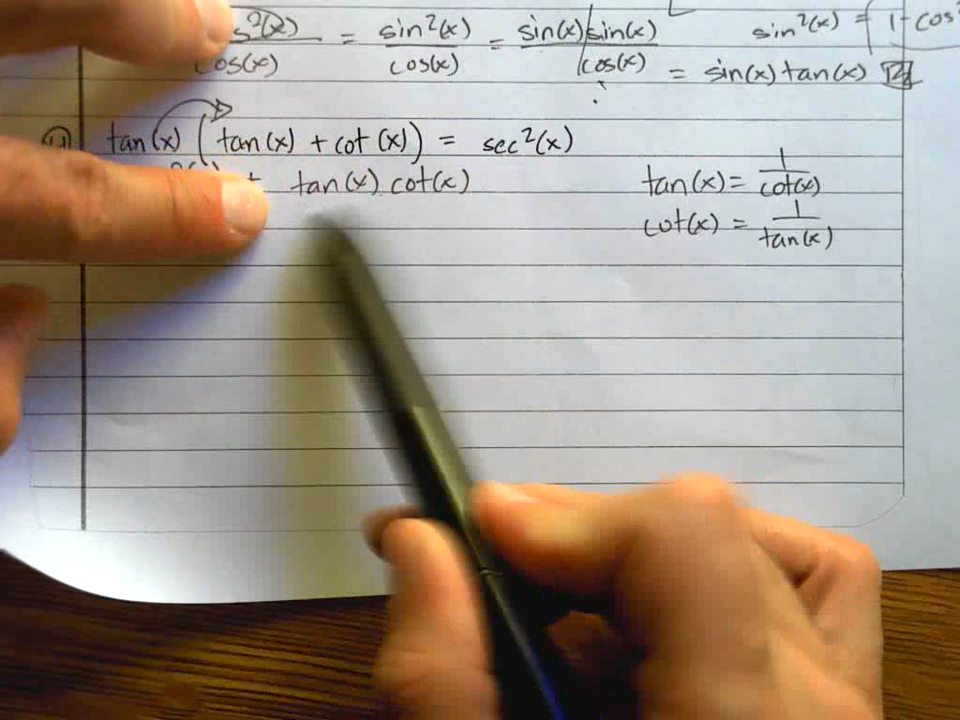 cos(x) = sin²(x) / cos(x) = sin(x) sin(x) / cos(x) = sin(x) tan(x)
sin²(x) =
tan(x) ( tan(x) + cot(x) ) = sec²(x)
+ tan(x) cot(x)
tan(x) = 1 / cot(x)
cot(x) = 1 / tan(x)